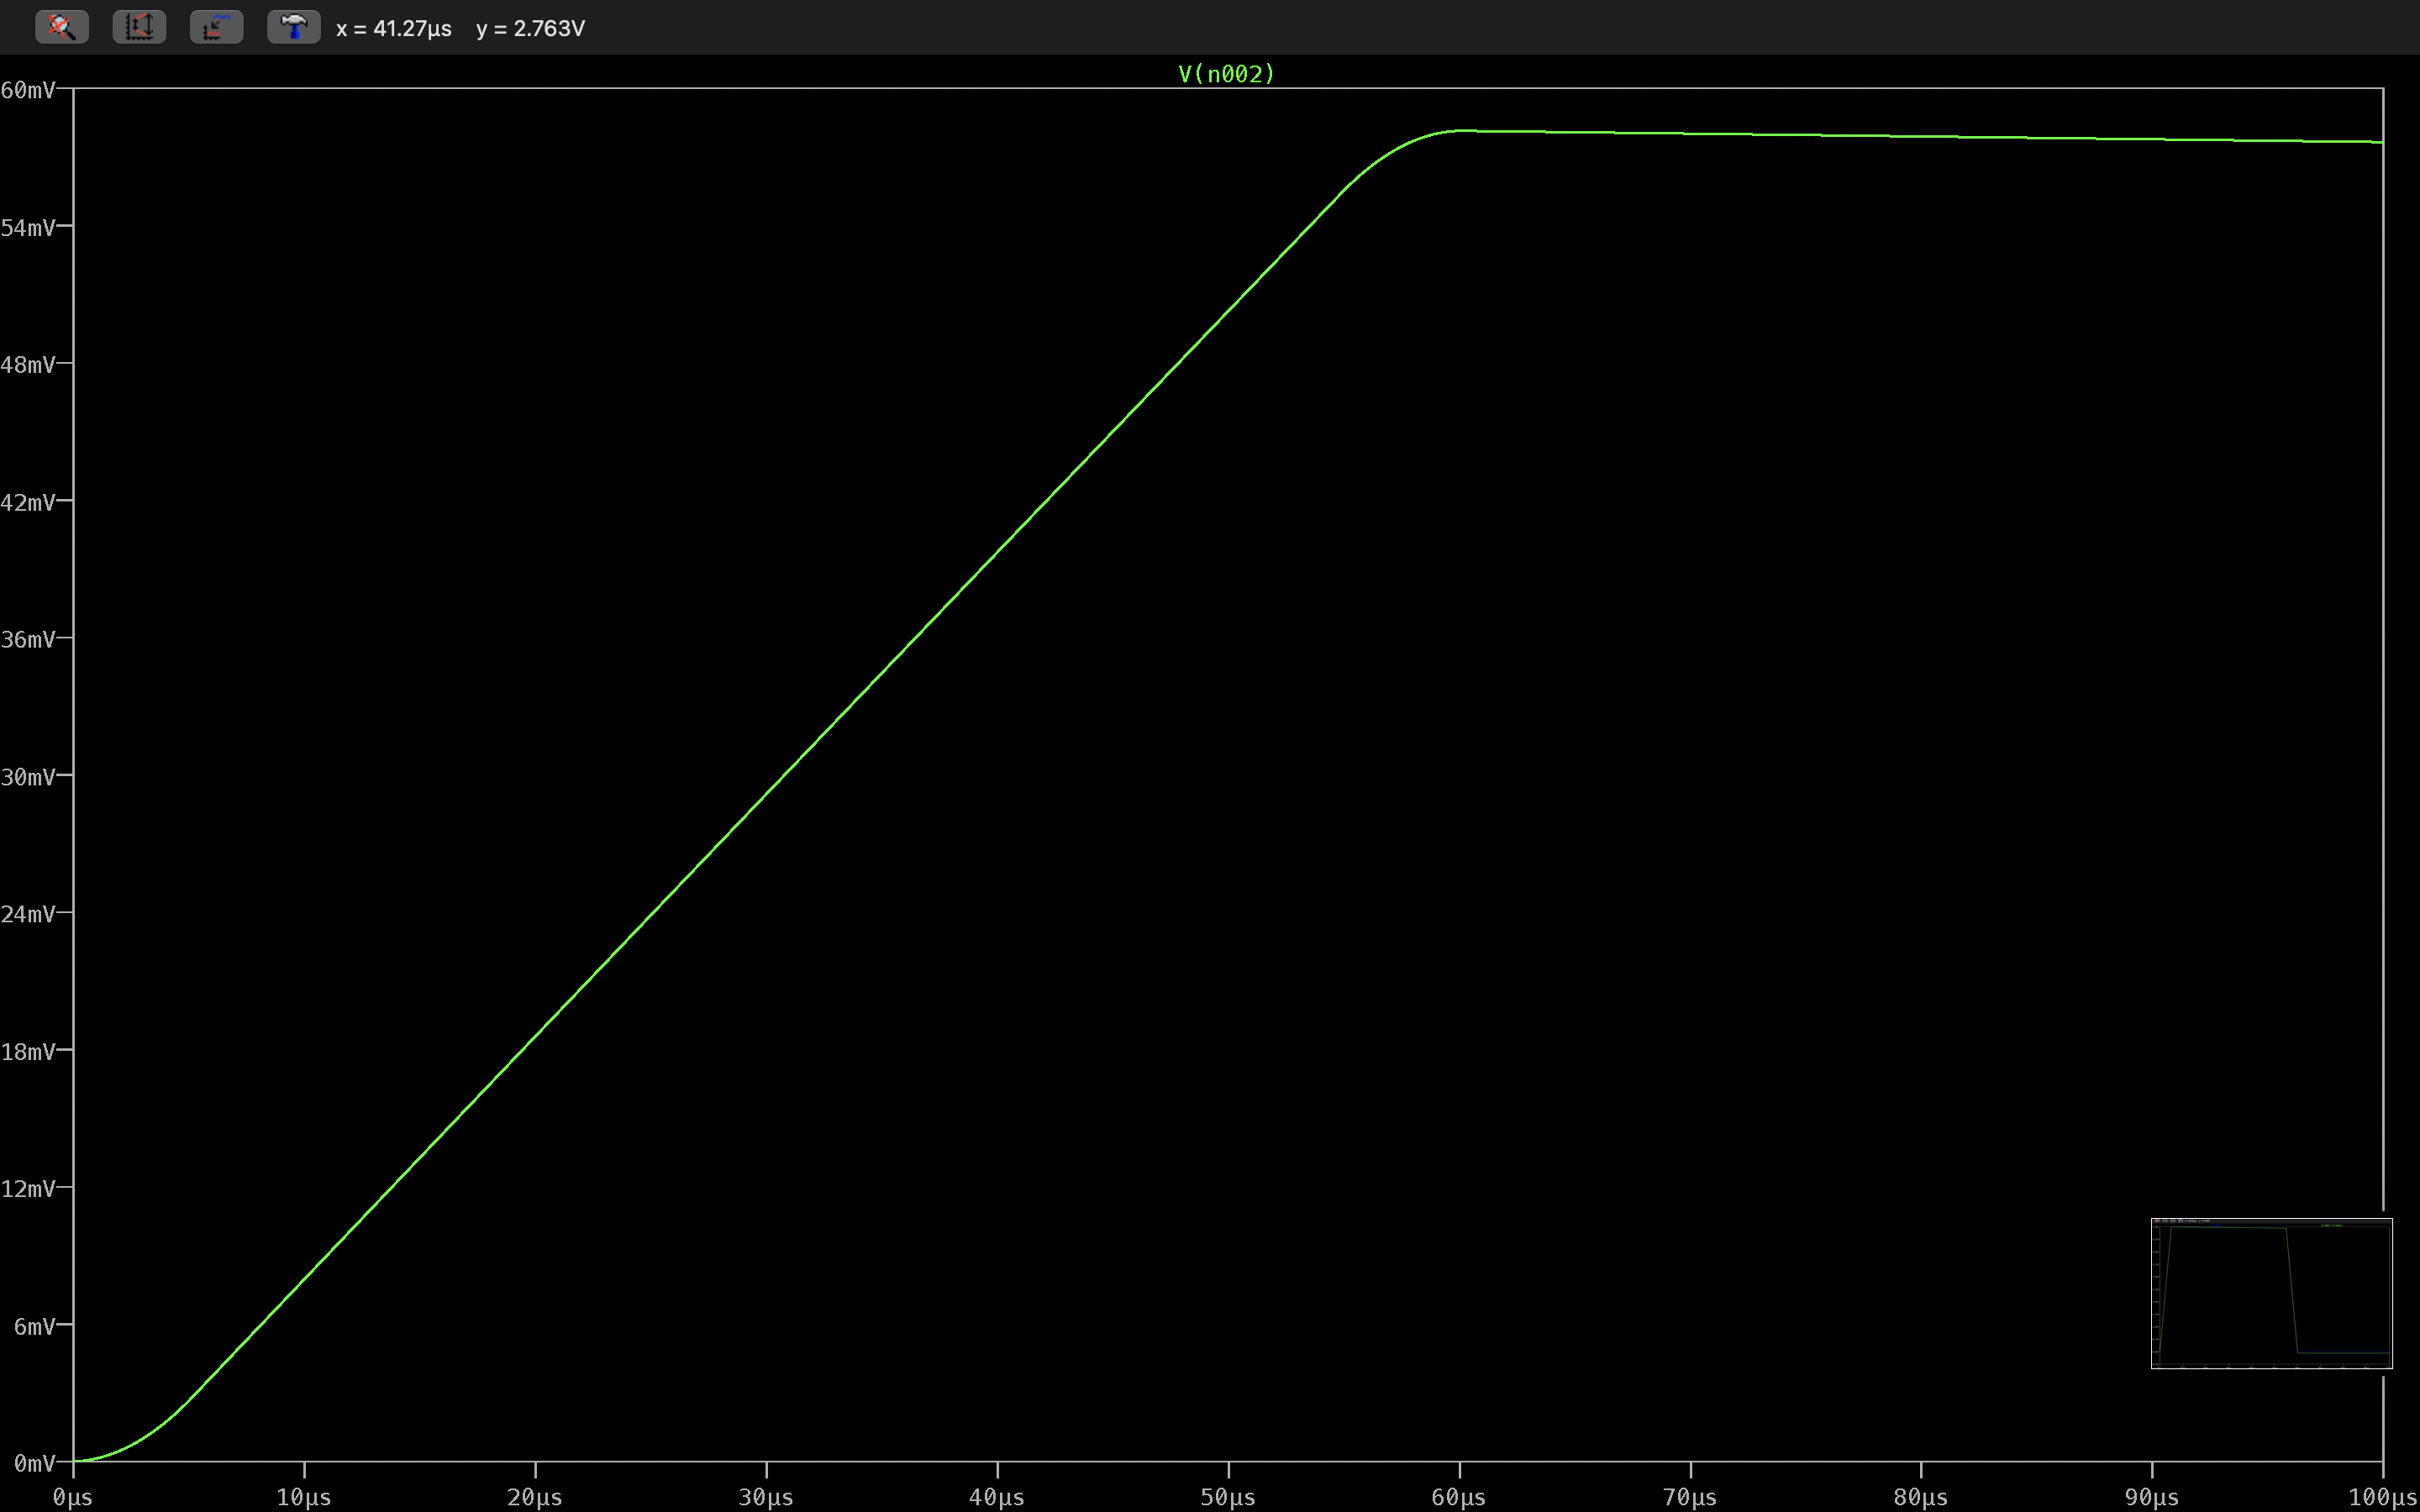 x = 41.27µs y = 2.763V
V(n002)
60mV
54mV
48mV
42mV
36mV
30mV
24mV
18mV
12mV
6mV
0mV
0µs 10µs 20µs 30µs 40µs 50µs 60µs 70µs 80µs 90µs 100µs